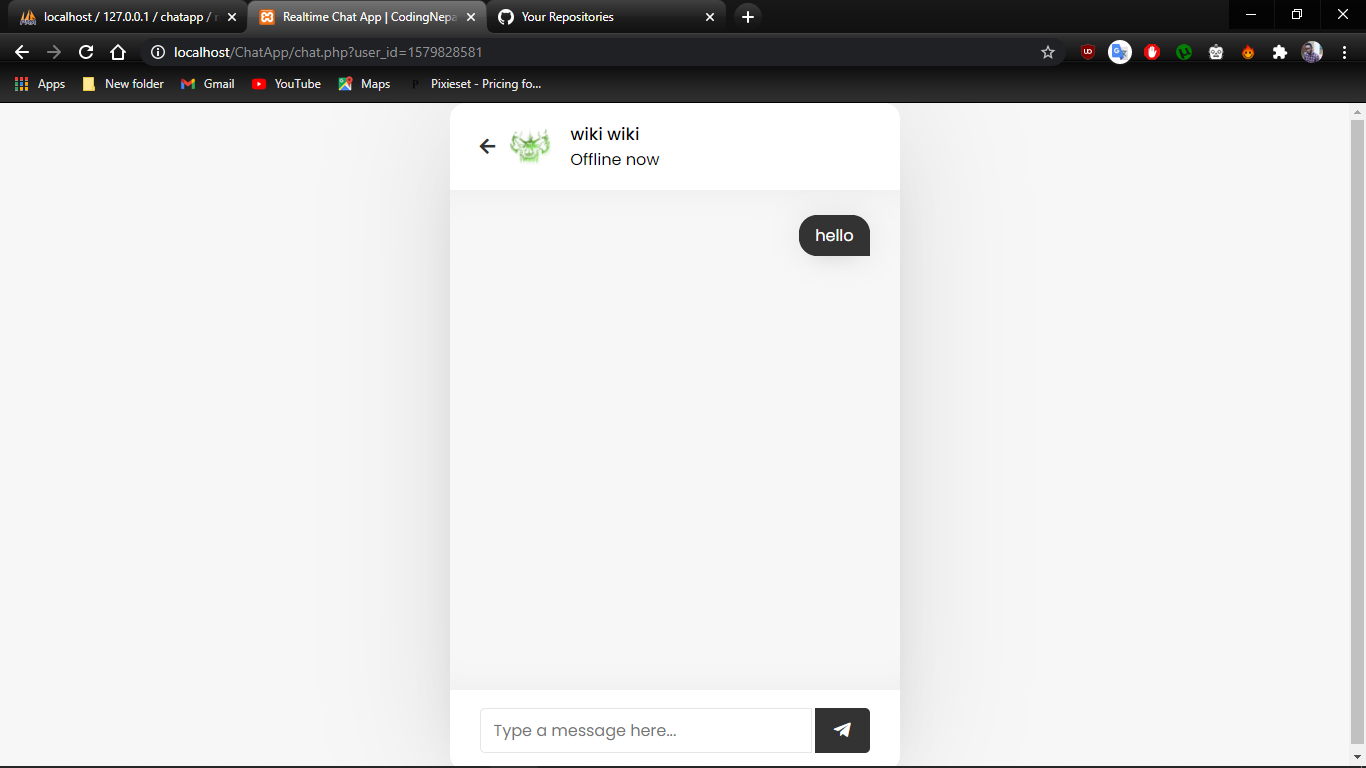 localhost / 127.0.0.1 / chatapp /
Realtime Chat App | CodingNepa
Your Repositories
localhost/ChatApp/chat.php?user_id=1579828581
Apps
New folder
Gmail
YouTube
Maps
Pixieset - Pricing fo...
wiki wiki
Offline now
hello
Type a message here...